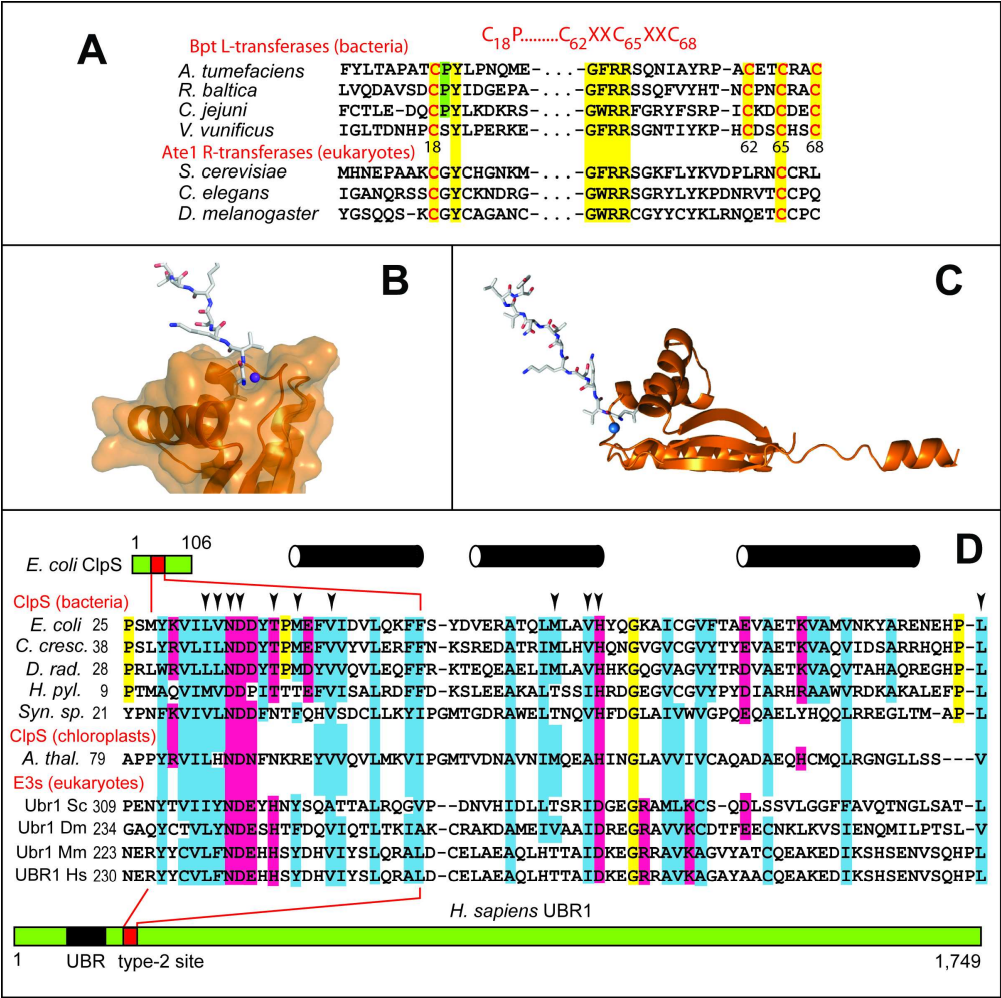 A
C18P.........C62XXC65XXC68
Bpt L-transferases (bacteria)
A. tumefaciens FYLTAPATCPYLPNQME-...-GFRRSQNIAYRP-ACETCRAC
R. baltica LVQDAVSDCPYIDGEPA-...-GFRRSSQFVYHT-NCPNCRAC
C. jejuni FCTLE-DQCPYLKDKRS-...-GFRRFGRYFSRP-ICKDCDEC
V. vunificus IGLTDNHPCSYLPERKE-...-GFRRSGNTIYKP-HCDSCHSC
18 62 65 68
Ate1 R-transferases (eukaryotes)
S. cerevisiae MHNEPAAKCGYCHGNKM-...-GFRRSGKFLYKVDPLRNCCRL
C. elegans IGANQRSSCGYCKNDRG-...-GWRRSGRYLYKPDNRVTCCPQ
D. melanogaster YGSQQS-KCGYCAGANC-...-GWRRCGYYCYKLRNQETCCPC
B
C
D
1 106
E. coli ClpS
ClpS (bacteria)
E. coli 25 PSMYKVILVNDDYTPMEFVIDVLQKFFS-YDVERATQLMLAVHYQGKAICGVFTAEVAETKVAMVNKYARENEHP-L
C. cresc. 38 PSLYRVLILNDDYTPMEFVVYVLERFFN-KSREDATRIMLHVHQNGVGVCGVYTYEVAETKVAQVIDSARRHQHP-L
D. rad. 28 PRLWRVLLLNDDYTPMDYVVQVLEQFFR-KTEQEAELIMLAVHHKGQGVAGVYTRDVAETKVAQVTAHAQREGHP-L
H. pyl. 9 PTMAQVIMVDDPITTTEFVISALRDFFD-KSLEEAKALTSSIHRDGEGVCGVYPYDIARHRAAWVRDKAKALEFP-L
Syn. sp. 21 YPNFKVIVLNDDFNTFQHVSDCLLKYIPGMTGDRAWELTNQVHFDGLAIVWVGPQEQAELYHQQLRREGLTM-AP-L
ClpS (chloroplasts)
A. thal. 79 APPYRVILHNDNFNKREYVVQVLMKVIPGMTVDNAVNIMQEAHINGLAVVIVCAQADAEQHCMQLRGNGLLSS---V
E3s (eukaryotes)
Ubr1 Sc 309 PENYTVIIYNDEYHNYSQATTALRQGVP-DNVHIDLLTSRIDGEGRAMLKCS-QDLSSVLGGFFAVQTNGLSAT-L
Ubr1 Dm 234 GAQYCTVLYNDESHTFDQVIQTLTKIAK-CRAKDAMEIVAAIDREGRAVVKCDTFEECNKLKVSIENQMILPTSL-V
Ubr1 Mm 223 NERYYCVLFNDEHHSYDHVIYSLQRALD-CELAEAQLHTTAIDKEGRRAVKAGVYATCQEAKEDIKSHSENVSQHPL
UBR1 Hs 230 NERYYCVLFNDEHHSYDHVIYSLQRALDCELAEAQLHTTAIDKEGRRAVKAGAYAACQEAKEDIKSHSENVSQHPL
H. sapiens UBR1
1 UBR type-2 site 1,749